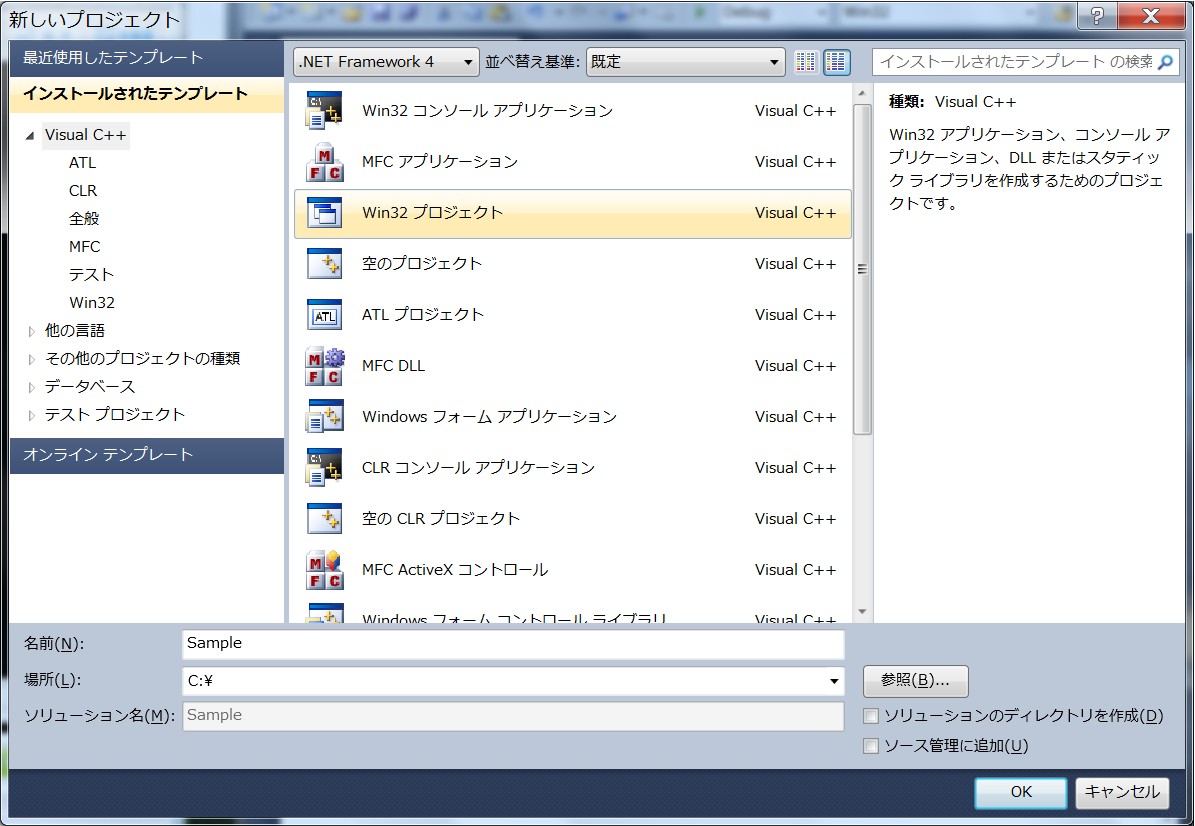 新しいプロジェクト
Debug
Win32
最近使用したテンプレート
インストールされたテンプレート
Visual C++
ATL
CLR
全般
MFC
テスト
Win32
他の言語
その他のプロジェクトの種類
データベース
テスト プロジェクト
オンライン テンプレート
.NET Framework 4 並べ替え基準: 既定
インストールされたテンプレート の検索
Win32 コンソール アプリケーション Visual C++
MFC アプリケーション Visual C++
Win32 プロジェクト Visual C++
空のプロジェクト Visual C++
ATL プロジェクト Visual C++
MFC DLL Visual C++
Windows フォーム アプリケーション Visual C++
CLR コンソール アプリケーション Visual C++
空の CLR プロジェクト Visual C++
MFC ActiveX コントロール Visual C++
Windows フォーム コントロール ライブラリ Visual C++
種類: Visual C++
Win32 アプリケーション、コンソール ア
プリケーション、DLL またはスタティッ
ク ライブラリを作成するためのプロジェ
クトです。
名前(N): Sample
場所(L): C:¥
参照(B)...
ソリューション名(M): Sample
ソリューションのディレクトリを作成(D)
ソース管理に追加(U)
OK
キャンセル